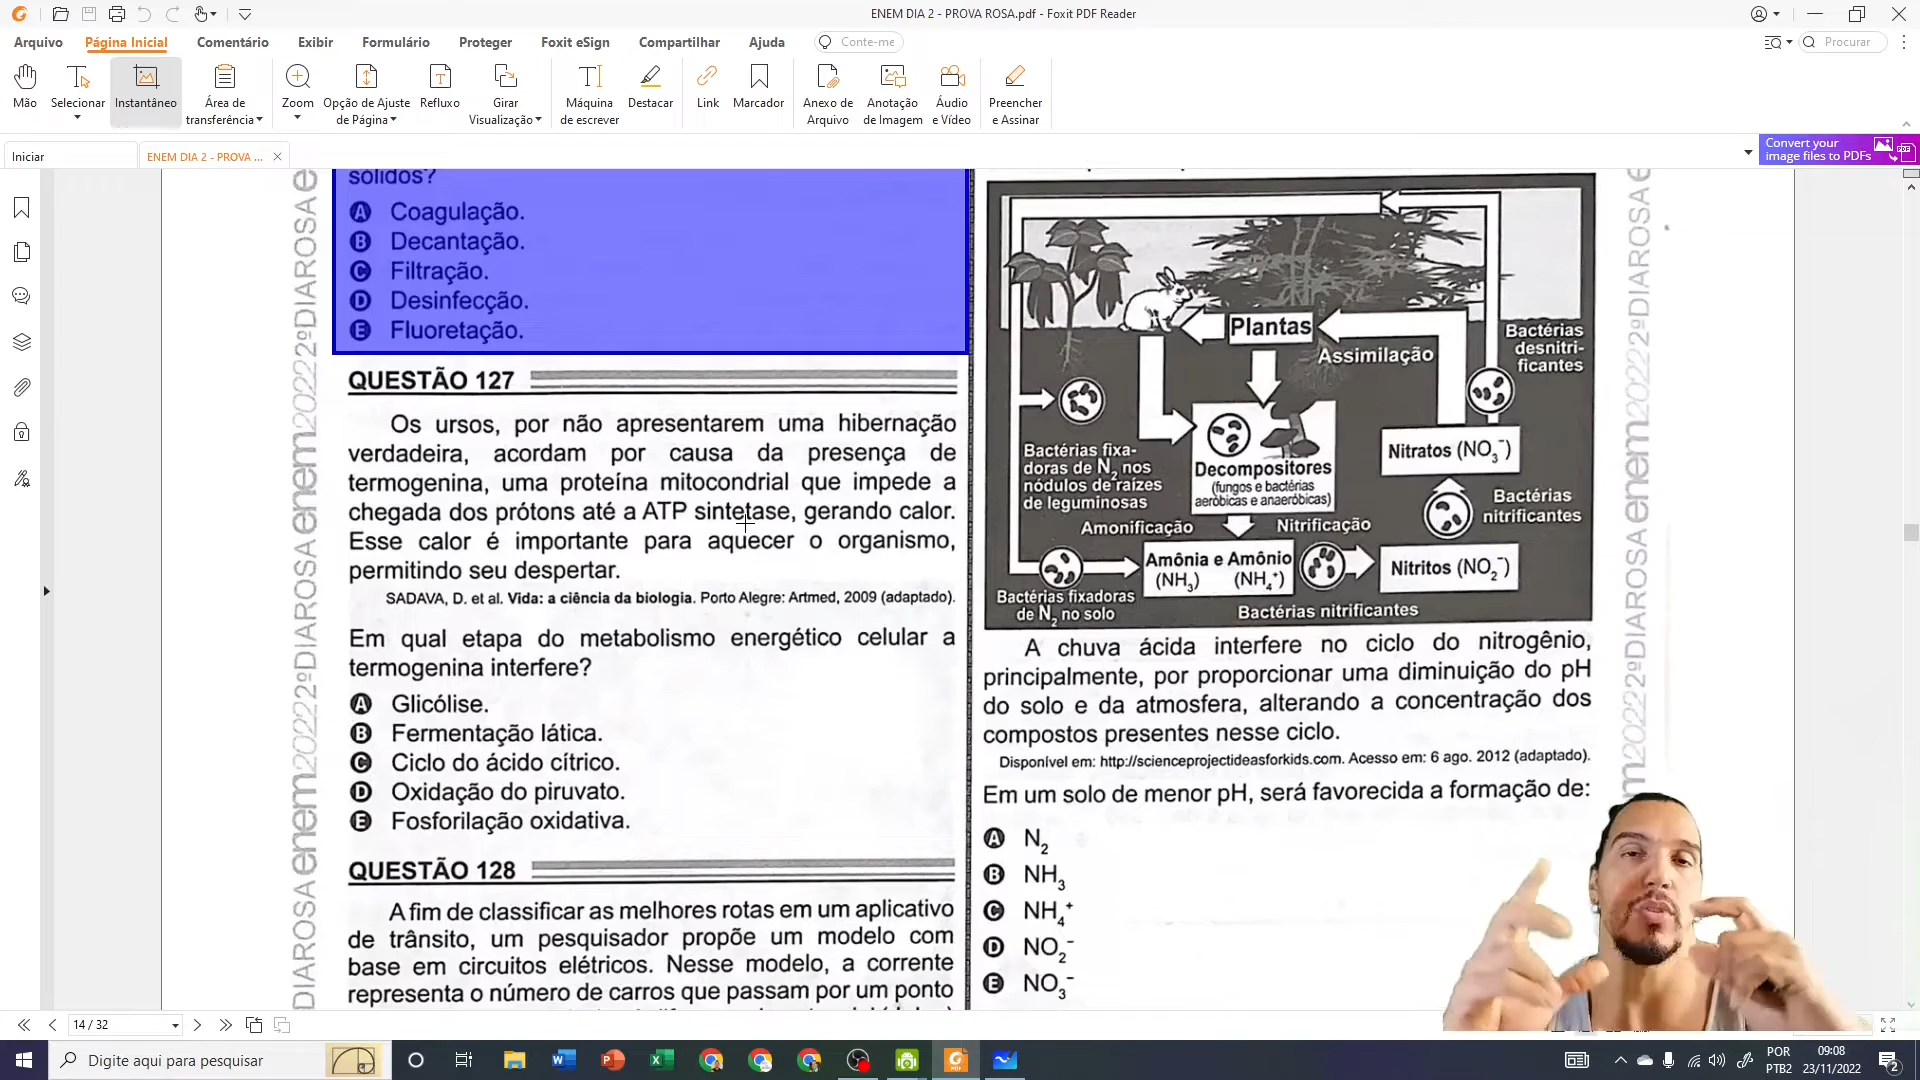 ENEM DIA 2 - PROVA ROSA.pdf - Foxit PDF Reader
Arquivo Página Inicial Comentário Exibir Formulário Proteger Foxit eSign Compartilhar Ajuda Conte-me Procurar
Mão Selecionar Instantâneo Área de transferência Zoom Opção de Ajuste de Página Refluxo Girar Visualização Máquina de escrever Destacar Link Marcador Anexo de Arquivo Anotação de Imagem Áudio e Vídeo Preencher e Assinar
Iniciar ENEM DIA 2 - PROVA ...
Convert your
image files to PDFs
sólidos?
A Coagulação.
B Decantação.
C Filtração.
D Desinfecção.
E Fluoretação.
QUESTÃO 127
Os ursos, por não apresentarem uma hibernação
verdadeira, acordam por causa da presença de
termogenina, uma proteína mitocondrial que impede a
chegada dos prótons até a ATP sintetase, gerando calor.
Esse calor é importante para aquecer o organismo,
permitindo seu despertar.
SADAVA, D. et al. Vida: a ciência da biologia. Porto Alegre: Artmed, 2009 (adaptado).
Em qual etapa do metabolismo energético celular a
termogenina interfere?
A Glicólise.
B Fermentação lática.
C Ciclo do ácido cítrico.
D Oxidação do piruvato.
E Fosforilação oxidativa.
QUESTÃO 128
A fim de classificar as melhores rotas em um aplicativo
de trânsito, um pesquisador propõe um modelo com
base em circuitos elétricos. Nesse modelo, a corrente
representa o número de carros que passam por um ponto
Plantas
Assimilação
Bactérias
desnitri-
ficantes
Bactérias fixa-
doras de N2 nos
nódulos de raízes
de leguminosas
Decompositores
(fungos e bactérias
aeróbicas e anaeróbicas)
Nitratos (NO3-)
Bactérias
nitrificantes
Amonificação
Nitrificação
Amônia e Amônio
(NH3) (NH4+)
Nitritos (NO2-)
Bactérias fixadoras
de N2 no solo
Bactérias nitrificantes
A chuva ácida interfere no ciclo do nitrogênio,
principalmente, por proporcionar uma diminuição do pH
do solo e da atmosfera, alterando a concentração dos
compostos presentes nesse ciclo.
Disponível em: http://scienceprojectideasforkids.com. Acesso em: 6 ago. 2012 (adaptado).
Em um solo de menor pH, será favorecida a formação de:
A N2
B NH3
C NH4+
D NO2-
E NO3-
2ºDIAROSA enem2022 2ºDIAROSA enem2022 2ºDIAROSA
enem2022 2ºDIAROSA enem2022 2ºDIAROSA
14 / 32
Digite aqui para pesquisar
POR
PTB2
09:08
23/11/2022
2